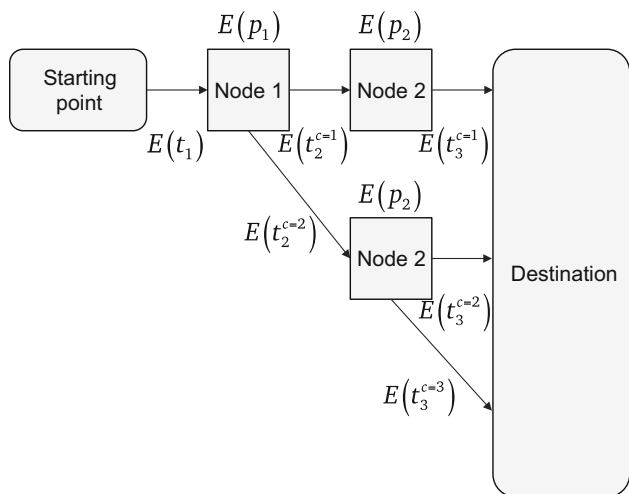 E(p₁)
E(p₂)
Starting
point
Node 1
Node 2
E(t₁)
E(t₂^{c=1})
E(t₃^{c=1})
E(p₂)
E(t₂^{c=2})
Node 2
Destination
E(t₃^{c=2})
E(t₃^{c=3})